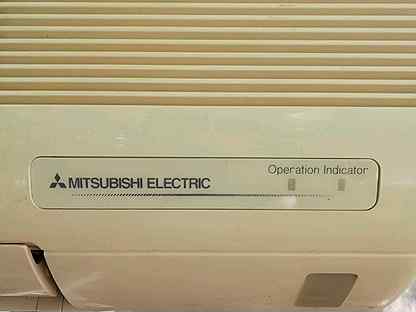 Operation Indicator
MITSUBISHI ELECTRIC